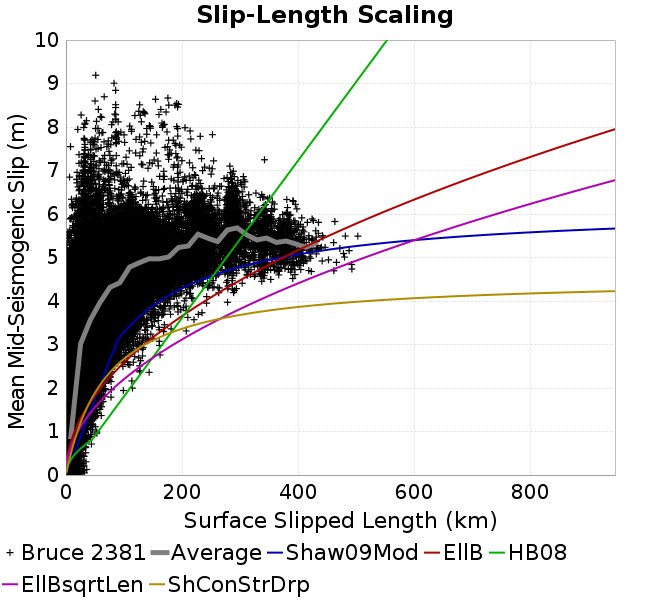 Slip-Length Scaling
Mean Mid-Seismogenic Slip (m)
10
9
8
7
6
5
4
3
2
1
0
0 200 400 600 800
Surface Slipped Length (km)
Bruce 2381 Average Shaw09Mod EllB HB08
EllBsqrtLen ShConStrDrp